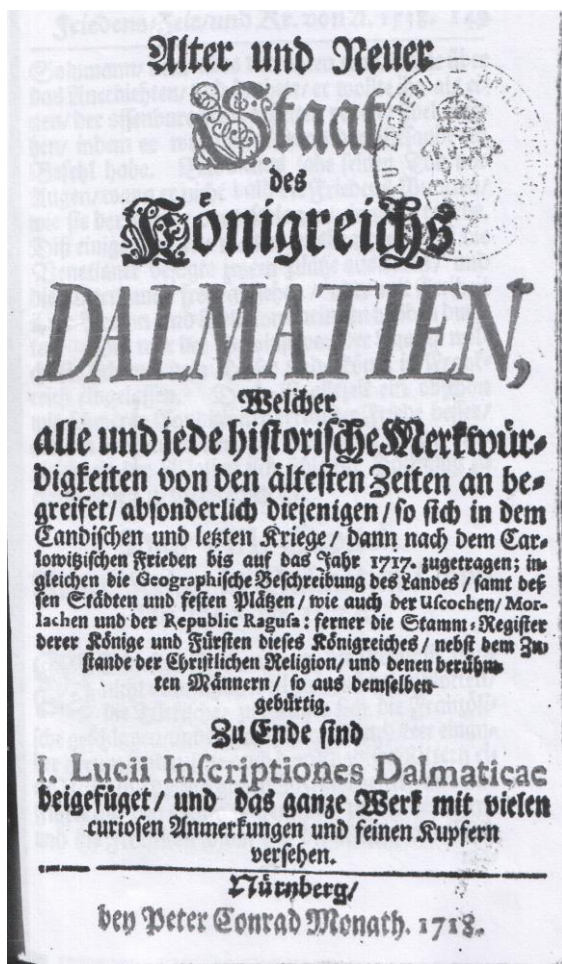 Alter und Neuer
Staat
des
Königreichs
DALMATIEN,
Welcher
alle und jede historische Merkwür-
digkeiten von den ältesten Zeiten an be-
greifet/ absonderlich diejenigen/ so sich in dem
Candischen und letzten Kriege/ dann nach dem Car-
lowitzischen Frieden bis auf das Jahr 1717. zugetragen; in-
gleichen die Geographische Beschreibung des Landes/ samt des-
sen Städten und festen Plätzen/ wie auch der Uscochen/ Mor-
lachen und der Republic Ragusa: ferner die Stamm-Register
derer Könige und Fürsten dieses Königreiches/ nebst dem Zu-
stande der Christlichen Religion/ und denen berühm-
ten Männern/ so aus demselben
gebürtig.
Zu Ende sind
I. Lucii Inscriptiones Dalmaticae
beigefüget/ und das ganze Werk mit vielen
curiosen Anmerkungen und feinen Kupfern
versehen.
Nürnberg/
bey Peter Conrad Monath. 1718.